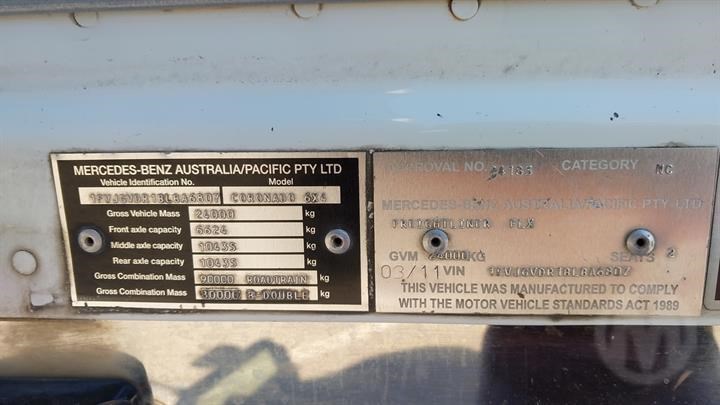 MERCEDES-BENZ AUSTRALIA/PACIFIC PTY LTD
Vehicle Identification No. Model
CORONADO 6X4
Gross Vehicle Mass 24000 kg
Front axle capacity 6624 kg
Middle axle capacity 10435 kg
Rear axle capacity 10435 kg
Gross Combination Mass 90000 ROADTRAIN kg
Gross Combination Mass B-DOUBLE kg
APPROVAL NO. CATEGORY NC
MERCEDES-BENZ AUSTRALIA/PACIFIC PTY-LTD
FREIGHTLINER FLX
GVM 24000KG SEATS 2
03/11 VIN
THIS VEHICLE WAS MANUFACTURED TO COMPLY
WITH THE MOTOR VEHICLE STANDARDS ACT 1989